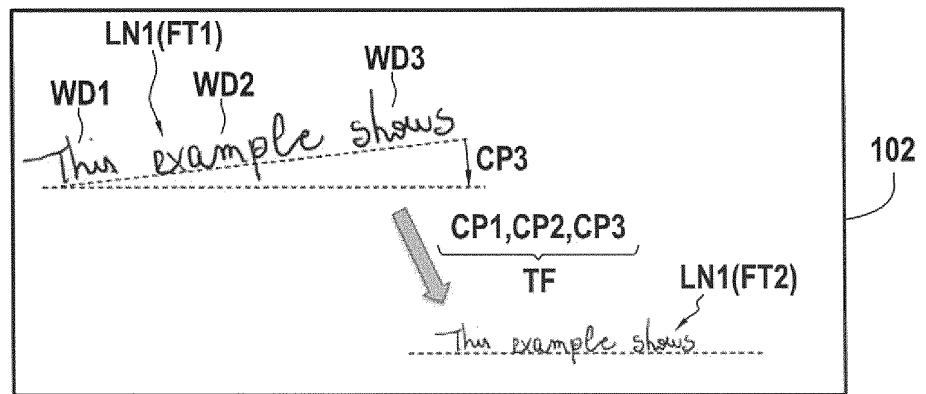 LN1(FT1)
WD1 WD2 WD3
This example shows
CP3
102
CP1,CP2,CP3
TF
LN1(FT2)
This example shows